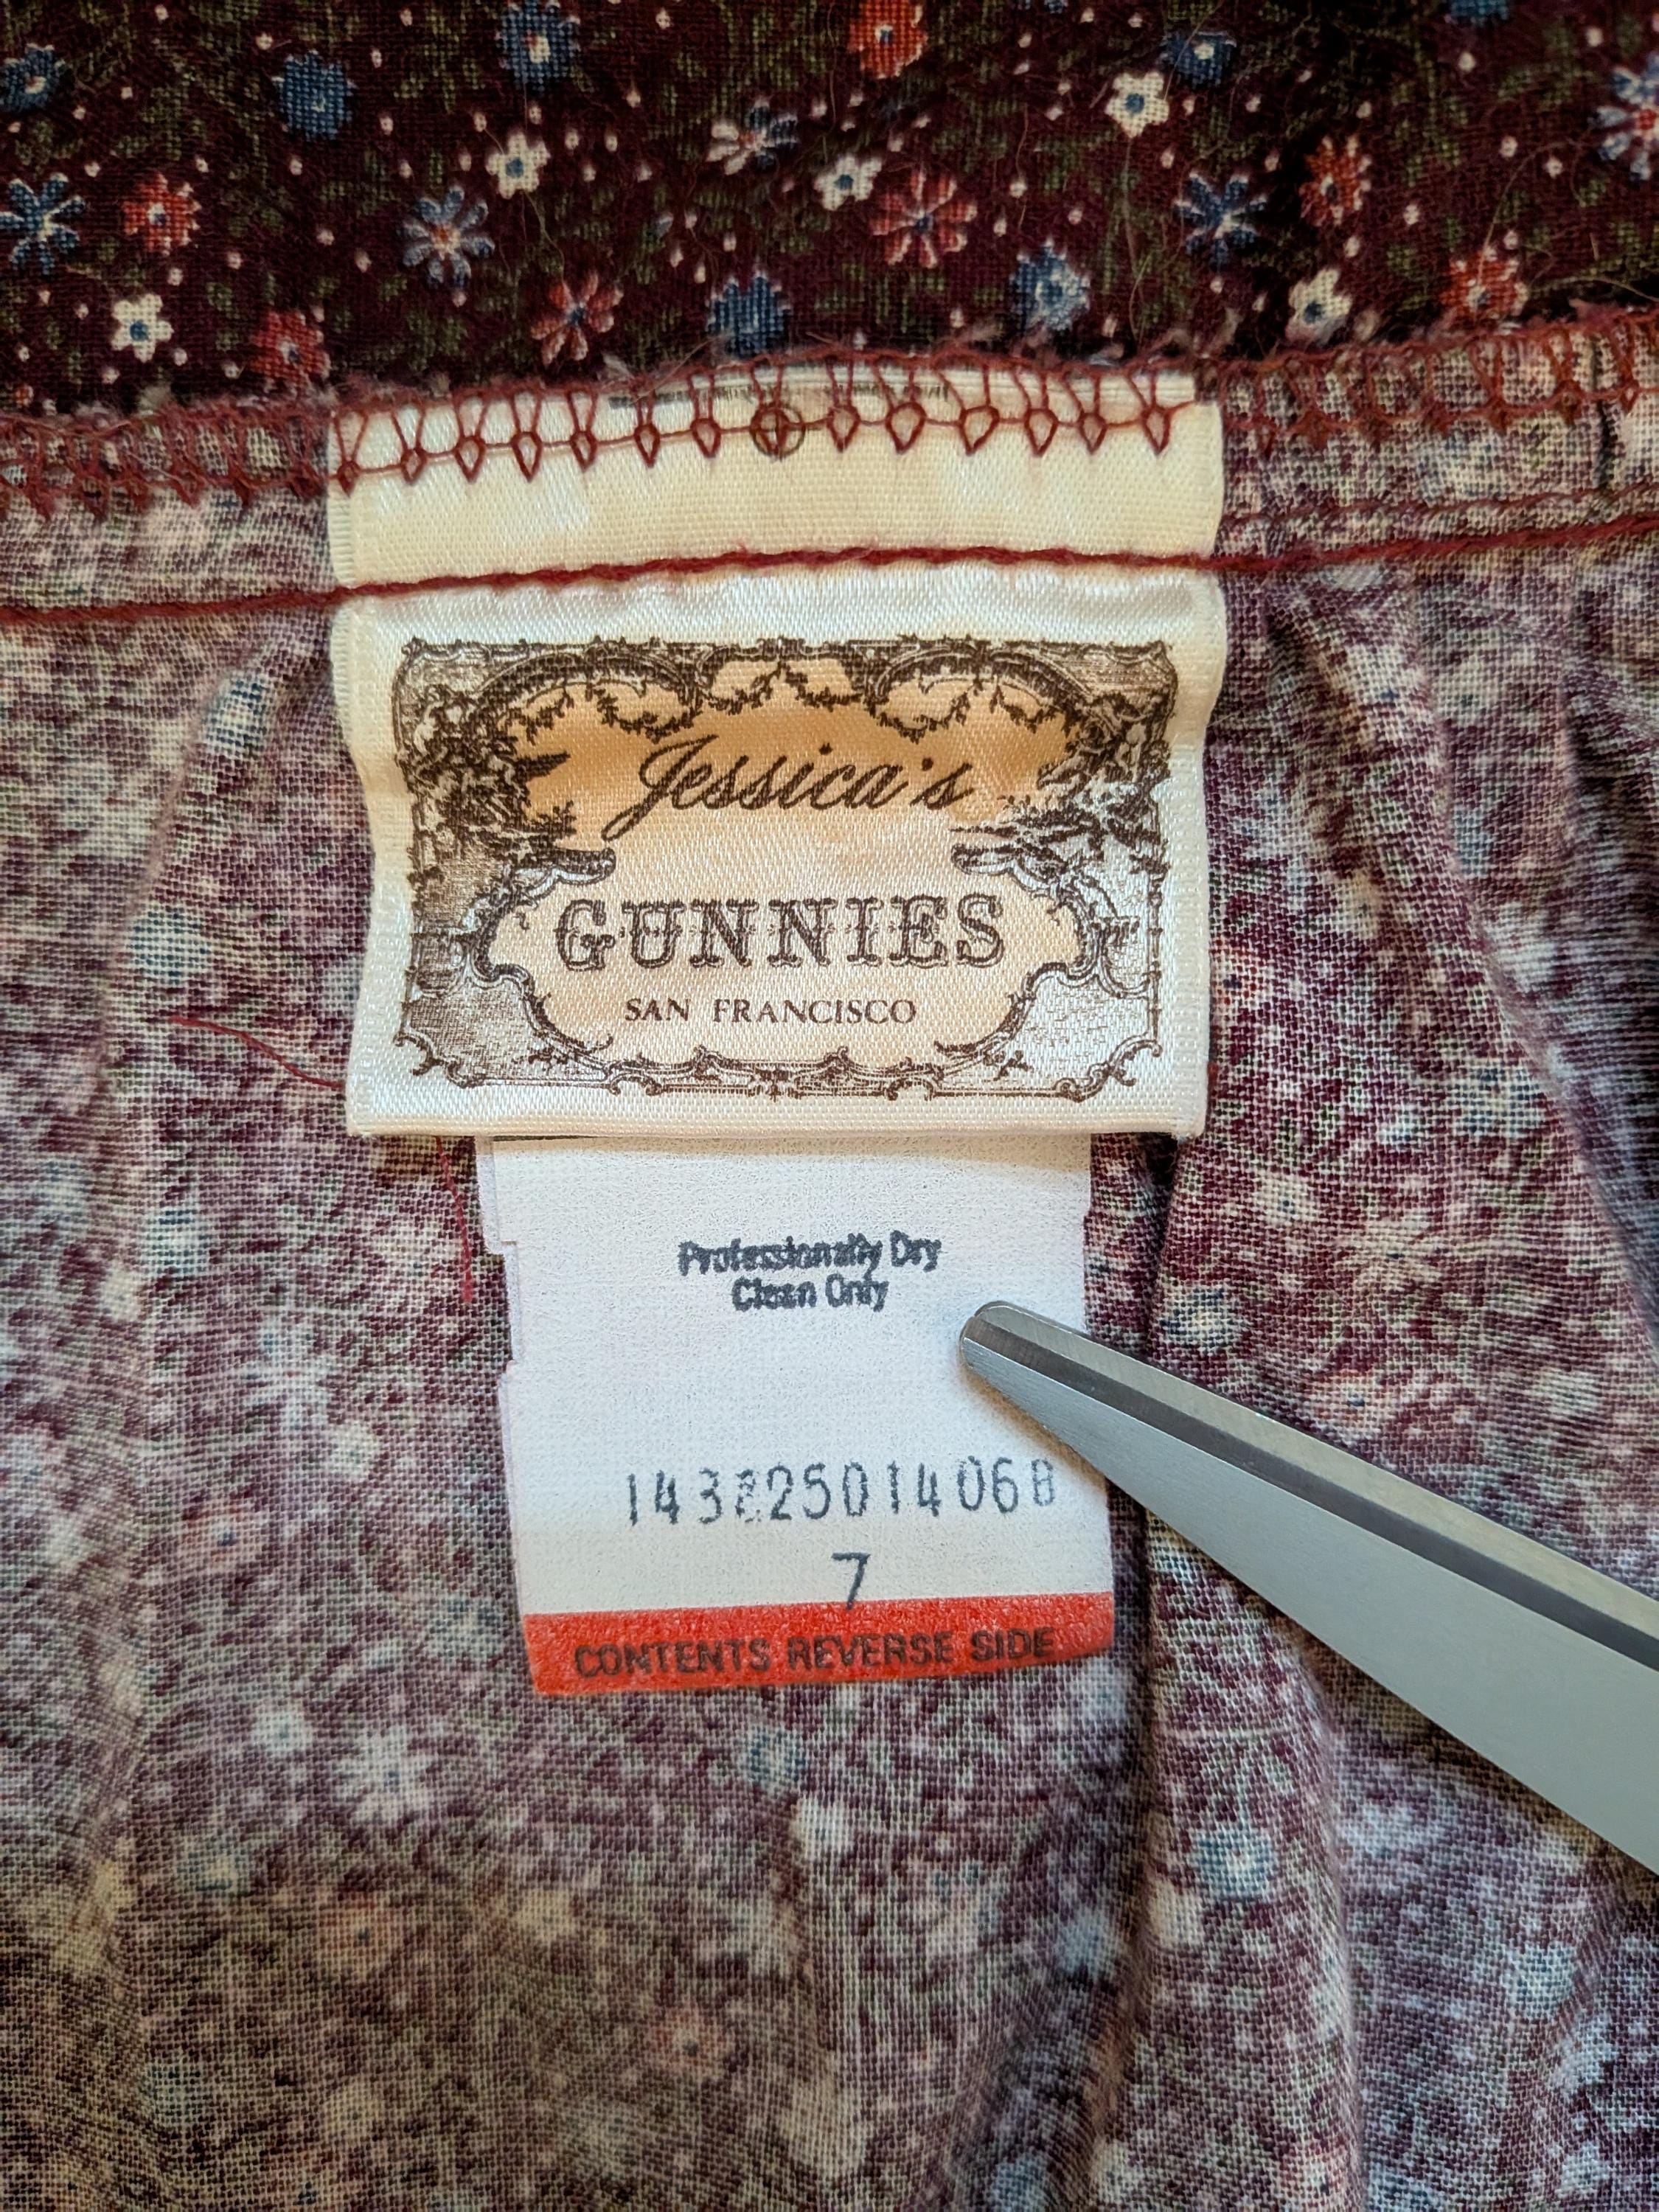 Jessica's
GUNNIES
SAN FRANCISCO
Professionally Dry
Clean Only
7
CONTENTS REVERSE SIDE